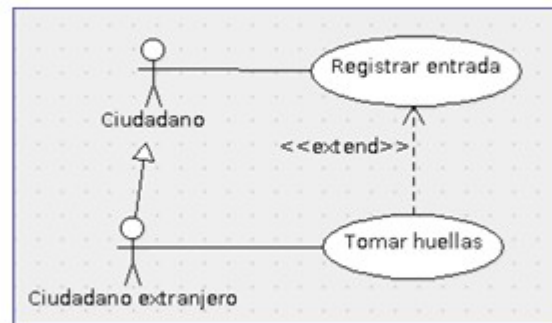 Registrar entrada
Ciudadano
<<extend>>
Tomar huellas
Ciudadano extranjero